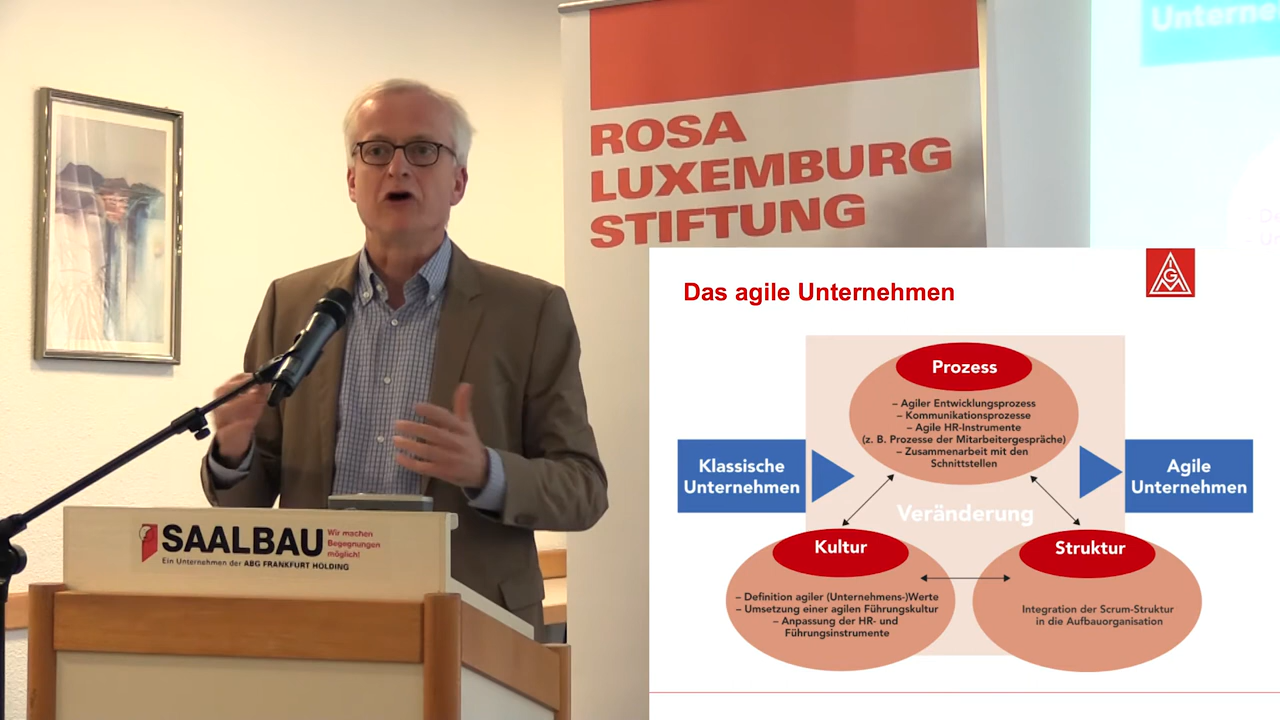 Unterne
ROSA
LUXEMBURG
STIFTUNG
Das agile Unternehmen
IGM
Prozess
– Agiler Entwicklungsprozess
– Kommunikationsprozesse
– Agile HR-Instrumente
(z. B. Prozesse der Mitarbeitergespräche)
– Zusammenarbeit mit den
Schnittstellen
Klassische
Unternehmen
Agile
Unternehmen
Veränderung
Kultur
– Definition agiler (Unternehmens-)Werte
– Umsetzung einer agilen Führungskultur
– Anpassung der HR- und
Führungsinstrumente
Struktur
Integration der Scrum-Struktur
in die Aufbauorganisation
SAALBAU
Wir machen
Begegnungen
möglich!
Ein Unternehmen der ABG FRANKFURT HOLDING